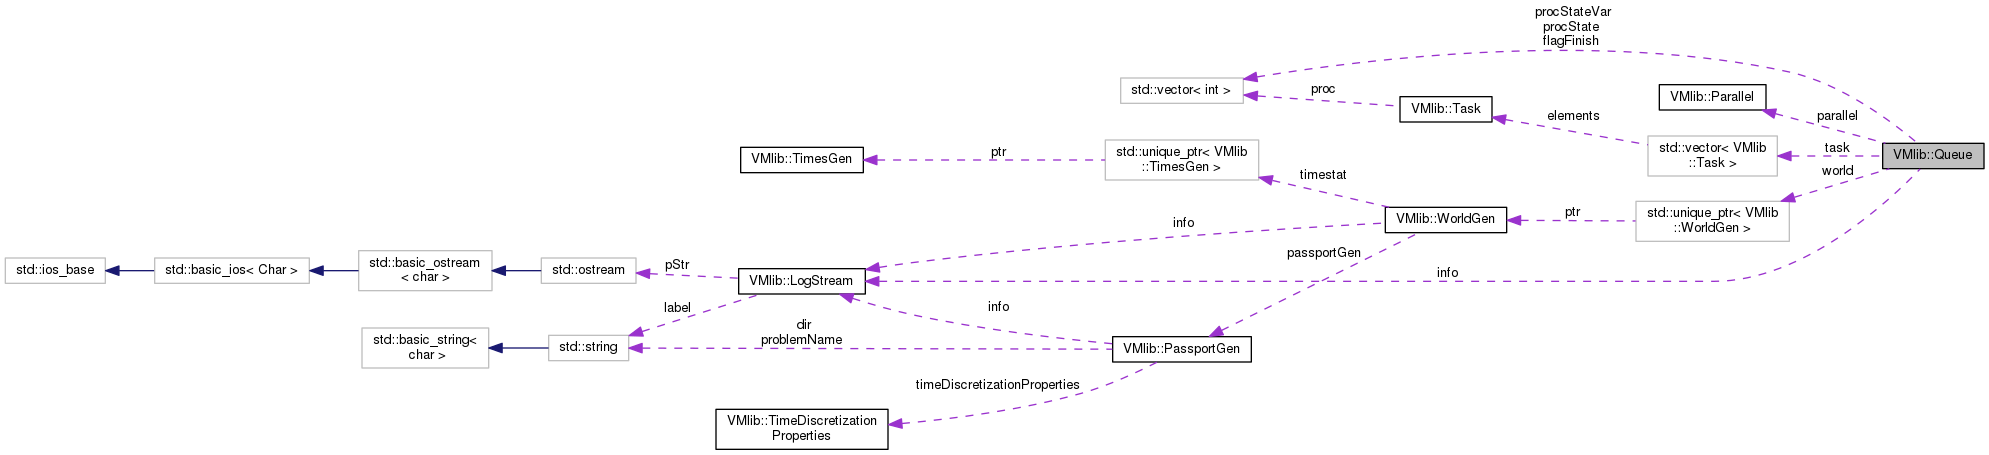 procStateVar
procState
flagFinish
std::vector< int >
proc
VMlib::Task
VMlib::Parallel
parallel
elements
std::vector< VMlib
::Task >
task
VMlib::Queue
VMlib::TimesGen
ptr
std::unique_ptr< VMlib
::TimesGen >
timestat
world
VMlib::WorldGen
ptr
std::unique_ptr< VMlib
::WorldGen >
info
passportGen
info
std::ios_base
std::basic_ios< Char >
std::basic_ostream
< char >
std::ostream
pStr
VMlib::LogStream
label
info
std::basic_string<
char >
std::string
dir
problemName
VMlib::PassportGen
timeDiscretizationProperties
VMlib::TimeDiscretization
Properties